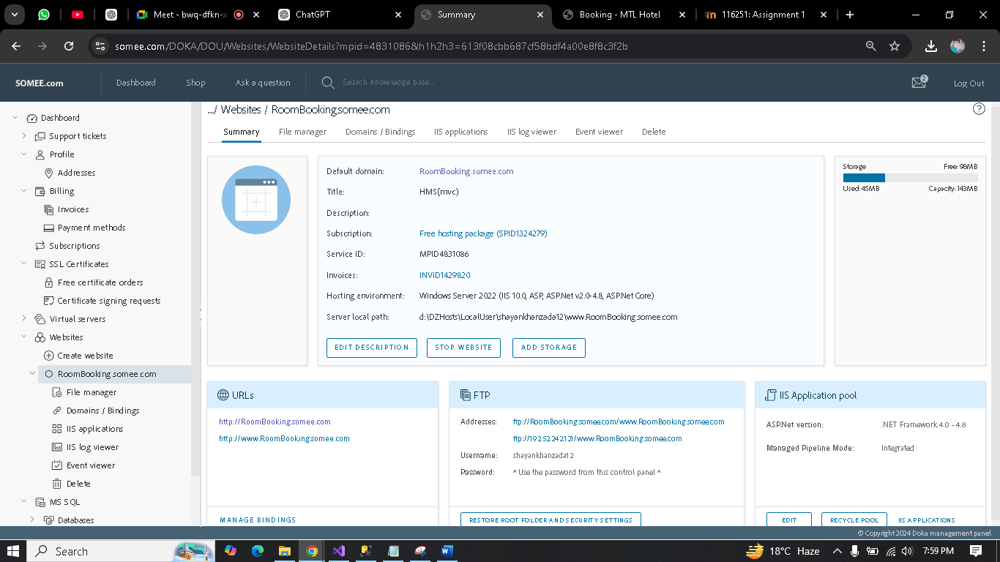 Meet - bwq-dfkn-x
ChatGPT
Summary
Booking - MTL Hotel
116251: Assignment 1
somee.com/DOKA/DOU/Websites/WebsiteDetails?mpid=4831086&h1h2h3=613f08cbb687cf58bdf4a00e8f8c3f2b
SOMEE.com
Dashboard
Shop
Ask a question
Search knowledge base...
2
Log Out
Dashboard
Support tickets
Profile
Addresses
Billing
Invoices
Payment methods
Subscriptions
SSL Certificates
Free certificate orders
Certificate signing requests
Virtual servers
Websites
Create website
RoomBooking.somee.com
File manager
Domains / Bindings
IIS applications
IIS log viewer
Event viewer
Delete
MS SQL
Databases
.../ Websites / RoomBooking.somee.com
Summary
File manager
Domains / Bindings
IIS applications
IIS log viewer
Event viewer
Delete
Default domain: RoomBooking.somee.com
Title: HMS(mvc)
Description:
Subscription: Free hosting package (SPID1324279)
Service ID: MPID4831086
Invoices: INVID1429820
Hosting environment: Windows Server 2022 (IIS 10.0, ASP, ASP.Net v2.0-4.8, ASP.Net Core)
Server local path: d:\DZHosts\LocalUser\shayankhanzada12\www.RoomBooking.somee.com
EDIT DESCRIPTION
STOP WEBSITE
ADD STORAGE
Storage Free: 98MB
Used: 45MB Capacity: 143MB
URLs
http://RoomBooking.somee.com
http://www.RoomBooking.somee.com
MANAGE BINDINGS
FTP
Addresses: ftp://RoomBooking.somee.com/www.RoomBooking.somee.com
Username: shayankhanzada12
Password: * Use the password from this control panel *
RESTORE ROOT FOLDER AND SECURITY SETTINGS
IIS Application pool
ASP.Net version: .NET Framework 4.0 - 4.8
Managed Pipeline Mode: Integrated
EDIT
RECYCLE POOL
IIS APPLICATIONS
© Copyright 2024 Doka management panel
Search
18°C Haze
7:59 PM